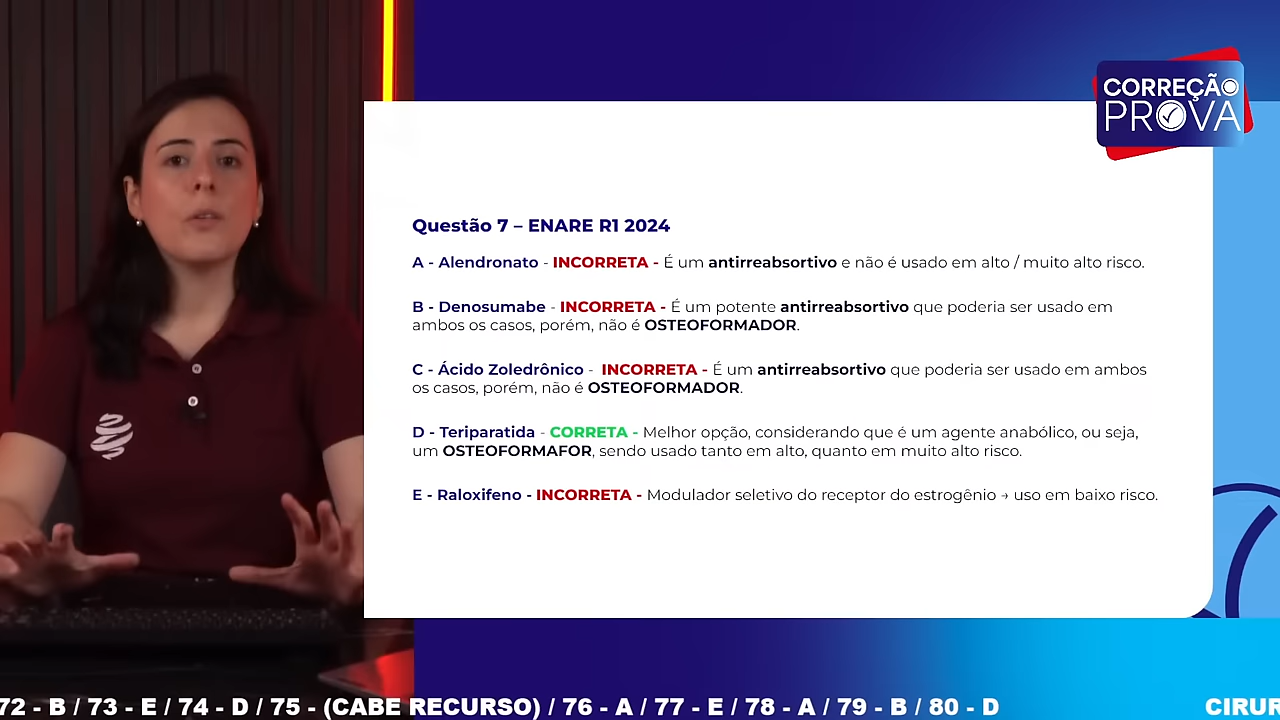 CORREÇÃO
PROVA
Questão 7 – ENARE R1 2024
A - Alendronato - INCORRETA - É um antirreabsortivo e não é usado em alto / muito alto risco.
B - Denosumabe - INCORRETA - É um potente antirreabsortivo que poderia ser usado em
ambos os casos, porém, não é OSTEOFORMADOR.
C - Ácido Zoledrônico - INCORRETA - É um antirreabsortivo que poderia ser usado em ambos
os casos, porém, não é OSTEOFORMADOR.
D - Teriparatida - CORRETA - Melhor opção, considerando que é um agente anabólico, ou seja,
um OSTEOFORMAFOR, sendo usado tanto em alto, quanto em muito alto risco.
E - Raloxifeno - INCORRETA - Modulador seletivo do receptor do estrogênio → uso em baixo risco.
72 - B / 73 - E / 74 - D / 75 - (CABE RECURSO) / 76 - A / 77 - E / 78 - A / 79 - B / 80 - D CIRUR